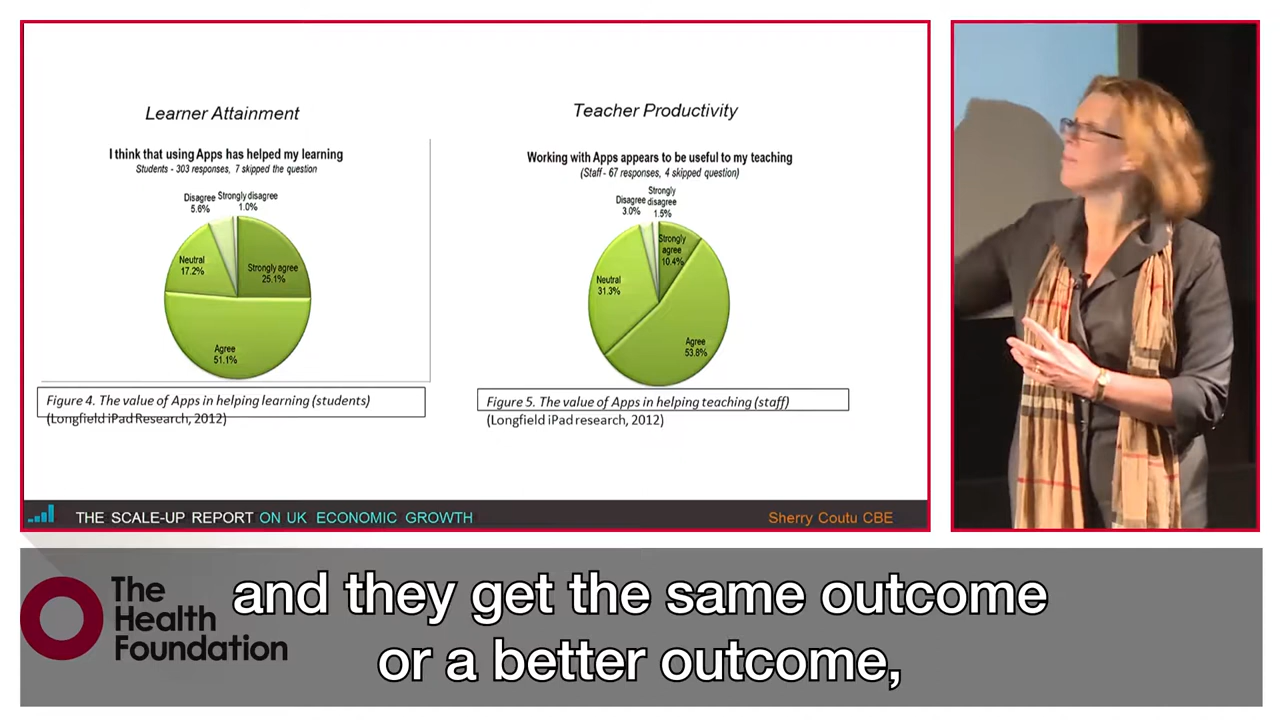 Learner Attainment
I think that using Apps has helped my learning
Students - 303 responses, 7 skipped the question
Disagree
5.6%
Strongly disagree
1.0%
Neutral
17.2%
Strongly agree
25.1%
Agree
51.1%
Figure 4. The value of Apps in helping learning (students)
(Longfield iPad Research, 2012)
Teacher Productivity
Working with Apps appears to be useful to my teaching
(Staff - 67 responses, 4 skipped question)
Disagree
3.0%
Strongly
disagree
1.5%
Strongly
agree
10.4%
Neutral
31.3%
Agree
53.8%
Figure 5. The value of Apps in helping teaching (staff)
(Longfield iPad research, 2012)
THE SCALE-UP REPORT ON UK ECONOMIC GROWTH
Sherry Coutu CBE
The
Health
Foundation
and they get the same outcome
or a better outcome,